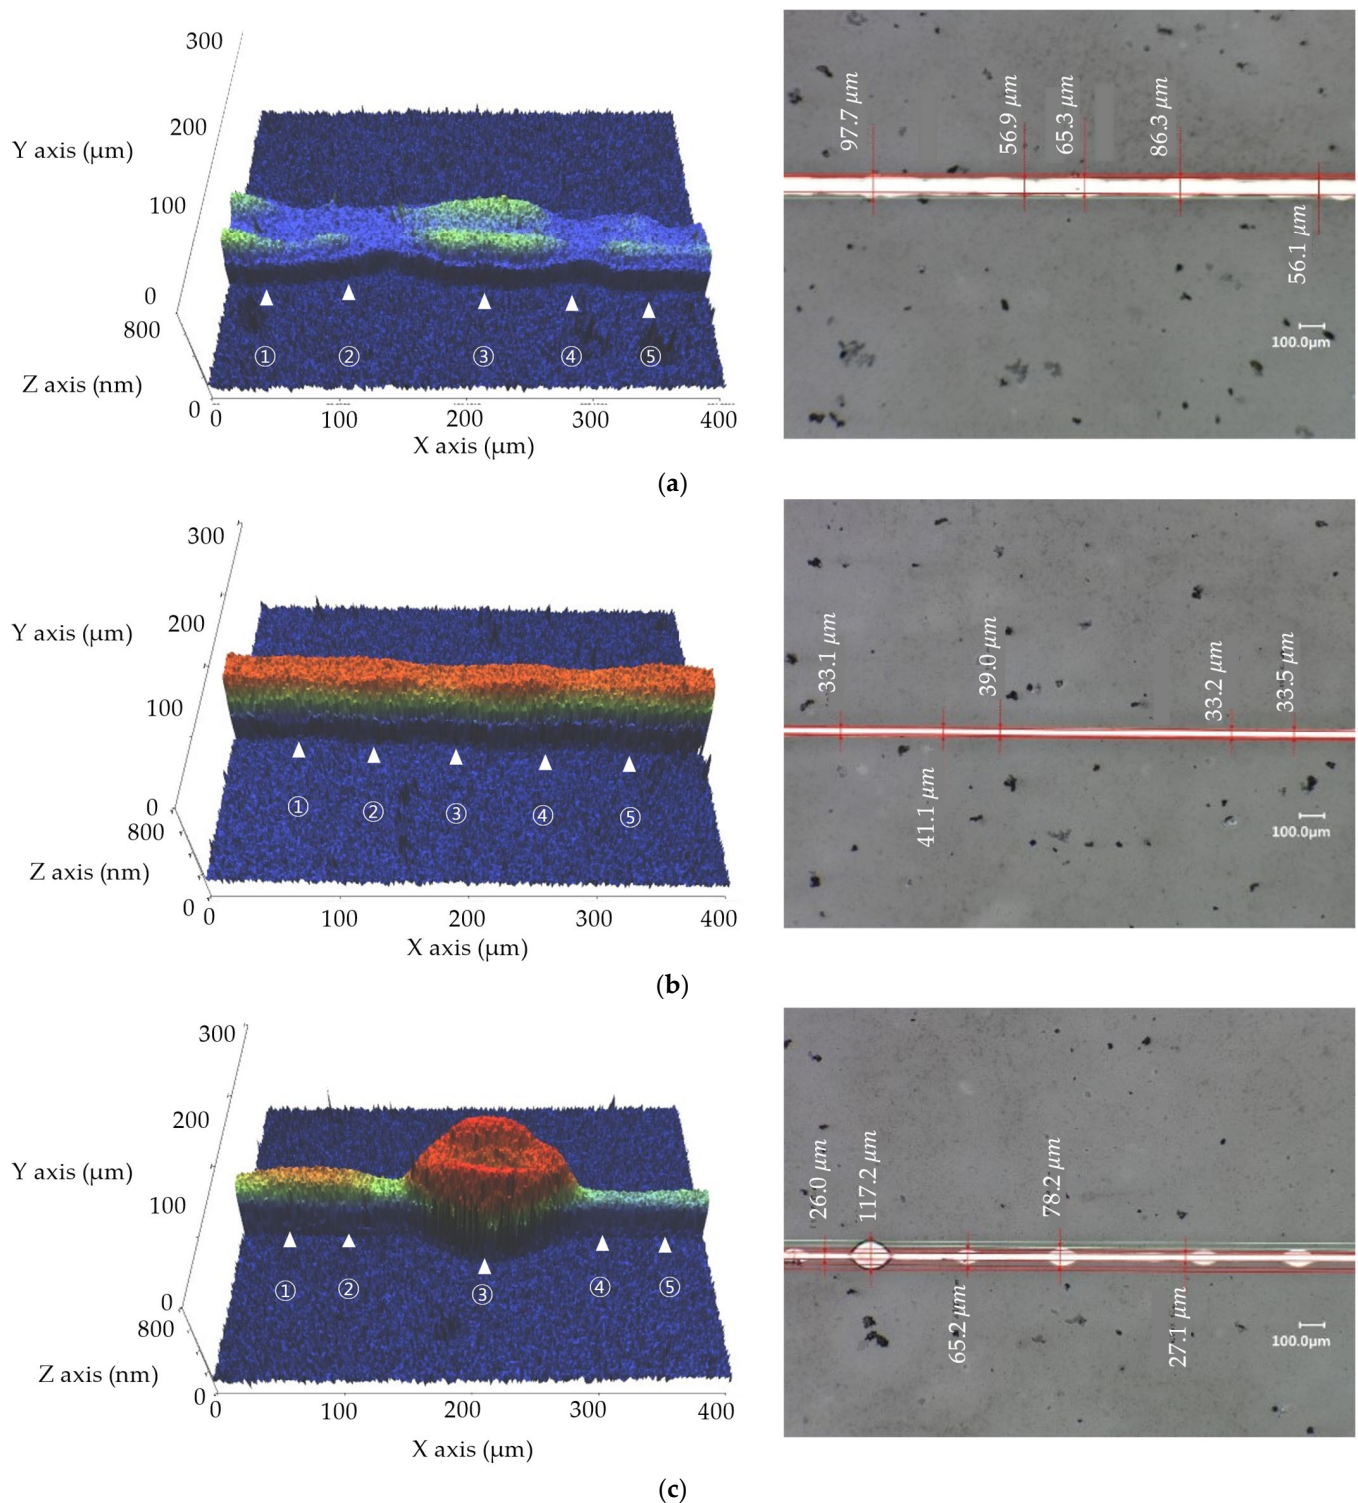 300
200
Y axis (µm)
100
0
800
Z axis (nm)
0
① ② ③ ④ ⑤
0 100 200 300 400
X axis (µm)
97.7 µm
56.9 µm
65.3 µm
86.3 µm
56.1 µm
100.0µm
(a)
300
200
Y axis (µm)
100
0
800
Z axis (nm)
0
① ② ③ ④ ⑤
0 100 200 300 400
X axis (µm)
33.1 µm
41.1 µm
39.0 µm
33.2 µm
33.5 µm
100.0µm
(b)
300
200
Y axis (µm)
100
0
800
Z axis (nm)
0
① ② ③ ④ ⑤
0 100 200 300 400
X axis (µm)
26.0 µm
117.2 µm
65.2 µm
78.2 µm
27.1 µm
100.0µm
(c)